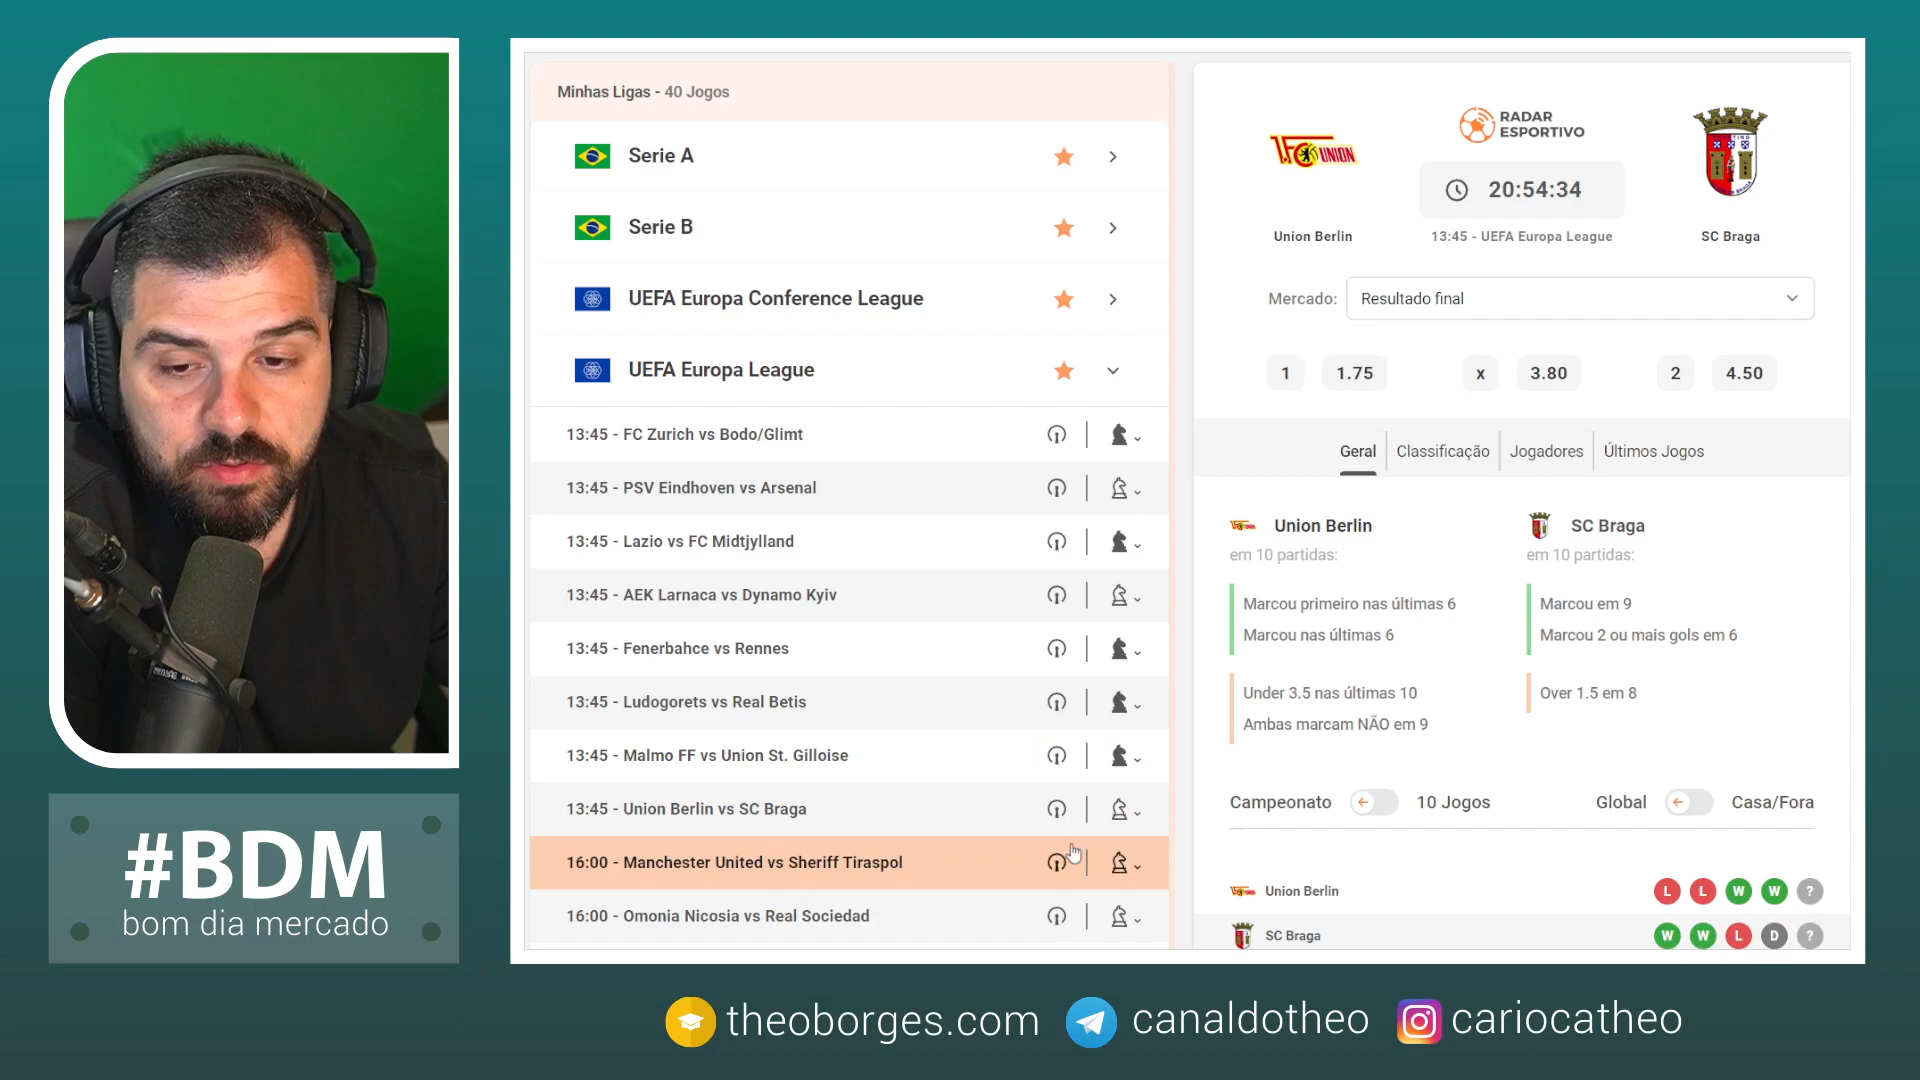 Minhas Ligas - 40 Jogos
Serie A
Serie B
UEFA Europa Conference League
UEFA Europa League
13:45 - FC Zurich vs Bodo/Glimt
13:45 - PSV Eindhoven vs Arsenal
13:45 - Lazio vs FC Midtjylland
13:45 - AEK Larnaca vs Dynamo Kyiv
13:45 - Fenerbahce vs Rennes
13:45 - Ludogorets vs Real Betis
13:45 - Malmo FF vs Union St. Gilloise
13:45 - Union Berlin vs SC Braga
16:00 - Manchester United vs Sheriff Tiraspol
16:00 - Omonia Nicosia vs Real Sociedad
RADAR
ESPORTIVO
UNION
20:54:34
Union Berlin
13:45 - UEFA Europa League
SC Braga
Mercado: Resultado final
1 1.75 x 3.80 2 4.50
Geral Classificação Jogadores Últimos Jogos
Union Berlin
em 10 partidas:
Marcou primeiro nas últimas 6
Marcou nas últimas 6
Under 3.5 nas últimas 10
Ambas marcam NÃO em 9
SC Braga
em 10 partidas:
Marcou em 9
Marcou 2 ou mais gols em 6
Over 1.5 em 8
Campeonato 10 Jogos Global Casa/Fora
Union Berlin L L W W ?
SC Braga W W L D ?
#BDM
bom dia mercado
theoborges.com canaldotheo cariocatheo